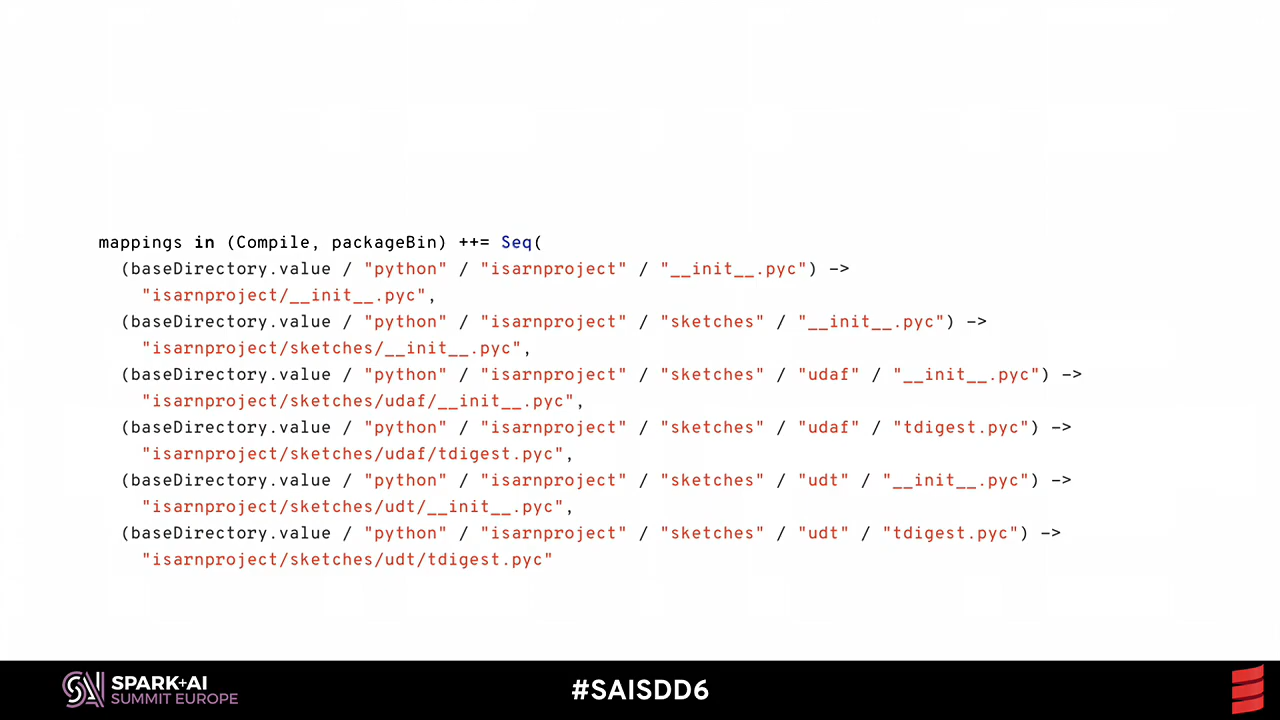 mappings in (Compile, packageBin) ++= Seq(
(baseDirectory.value / "python" / "isarnproject" / "__init__.pyc") ->
"isarnproject/__init__.pyc",
(baseDirectory.value / "python" / "isarnproject" / "sketches" / "__init__.pyc") ->
"isarnproject/sketches/__init__.pyc",
(baseDirectory.value / "python" / "isarnproject" / "sketches" / "udaf" / "__init__.pyc") ->
"isarnproject/sketches/udaf/__init__.pyc",
(baseDirectory.value / "python" / "isarnproject" / "sketches" / "udaf" / "tdigest.pyc") ->
"isarnproject/sketches/udaf/tdigest.pyc",
(baseDirectory.value / "python" / "isarnproject" / "sketches" / "udt" / "__init__.pyc") ->
"isarnproject/sketches/udt/__init__.pyc",
(baseDirectory.value / "python" / "isarnproject" / "sketches" / "udt" / "tdigest.pyc") ->
"isarnproject/sketches/udt/tdigest.pyc"
SPARK+AI
SUMMIT EUROPE
#SAISDD6